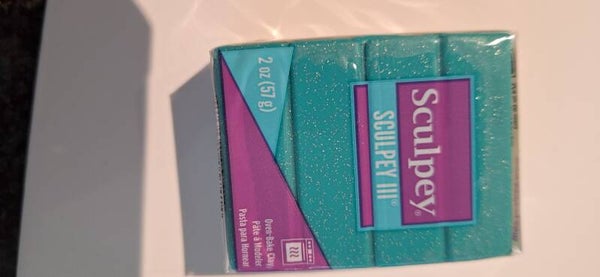 Sculpey®
SCULPEY III®
2 oz (57 g)
Oven-Bake Clay
Pâte à Modeler
Pasta para Hornear